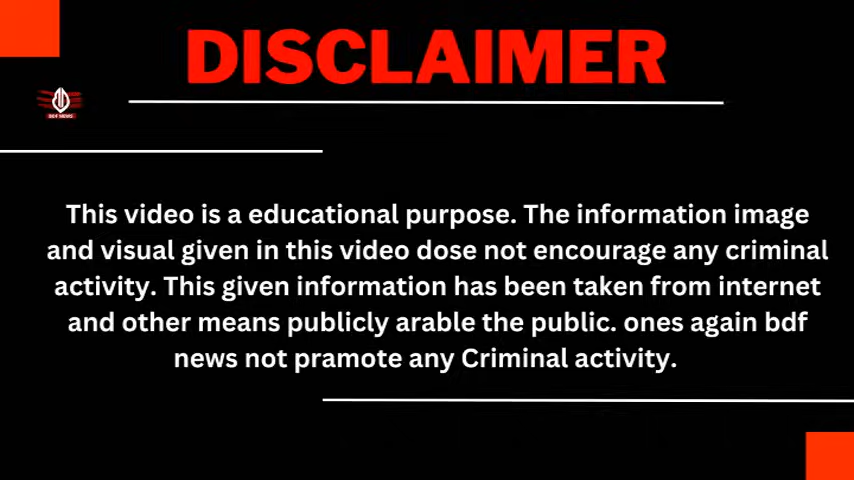 DISCLAIMER
BDF NEWS
This video is a educational purpose. The information image
and visual given in this video dose not encourage any criminal
activity. This given information has been taken from internet
and other means publicly arable the public. ones again bdf
news not pramote any Criminal activity.